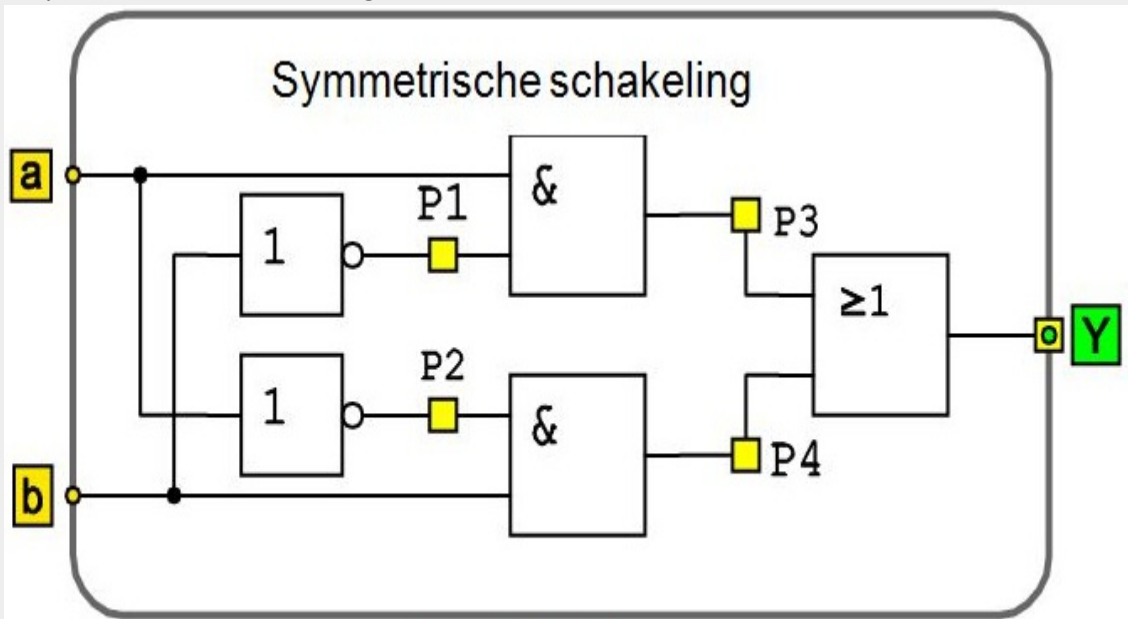 Symmetrische schakeling
a
&
P1
1
P3
≥1
Y
P2
1
&
P4
b